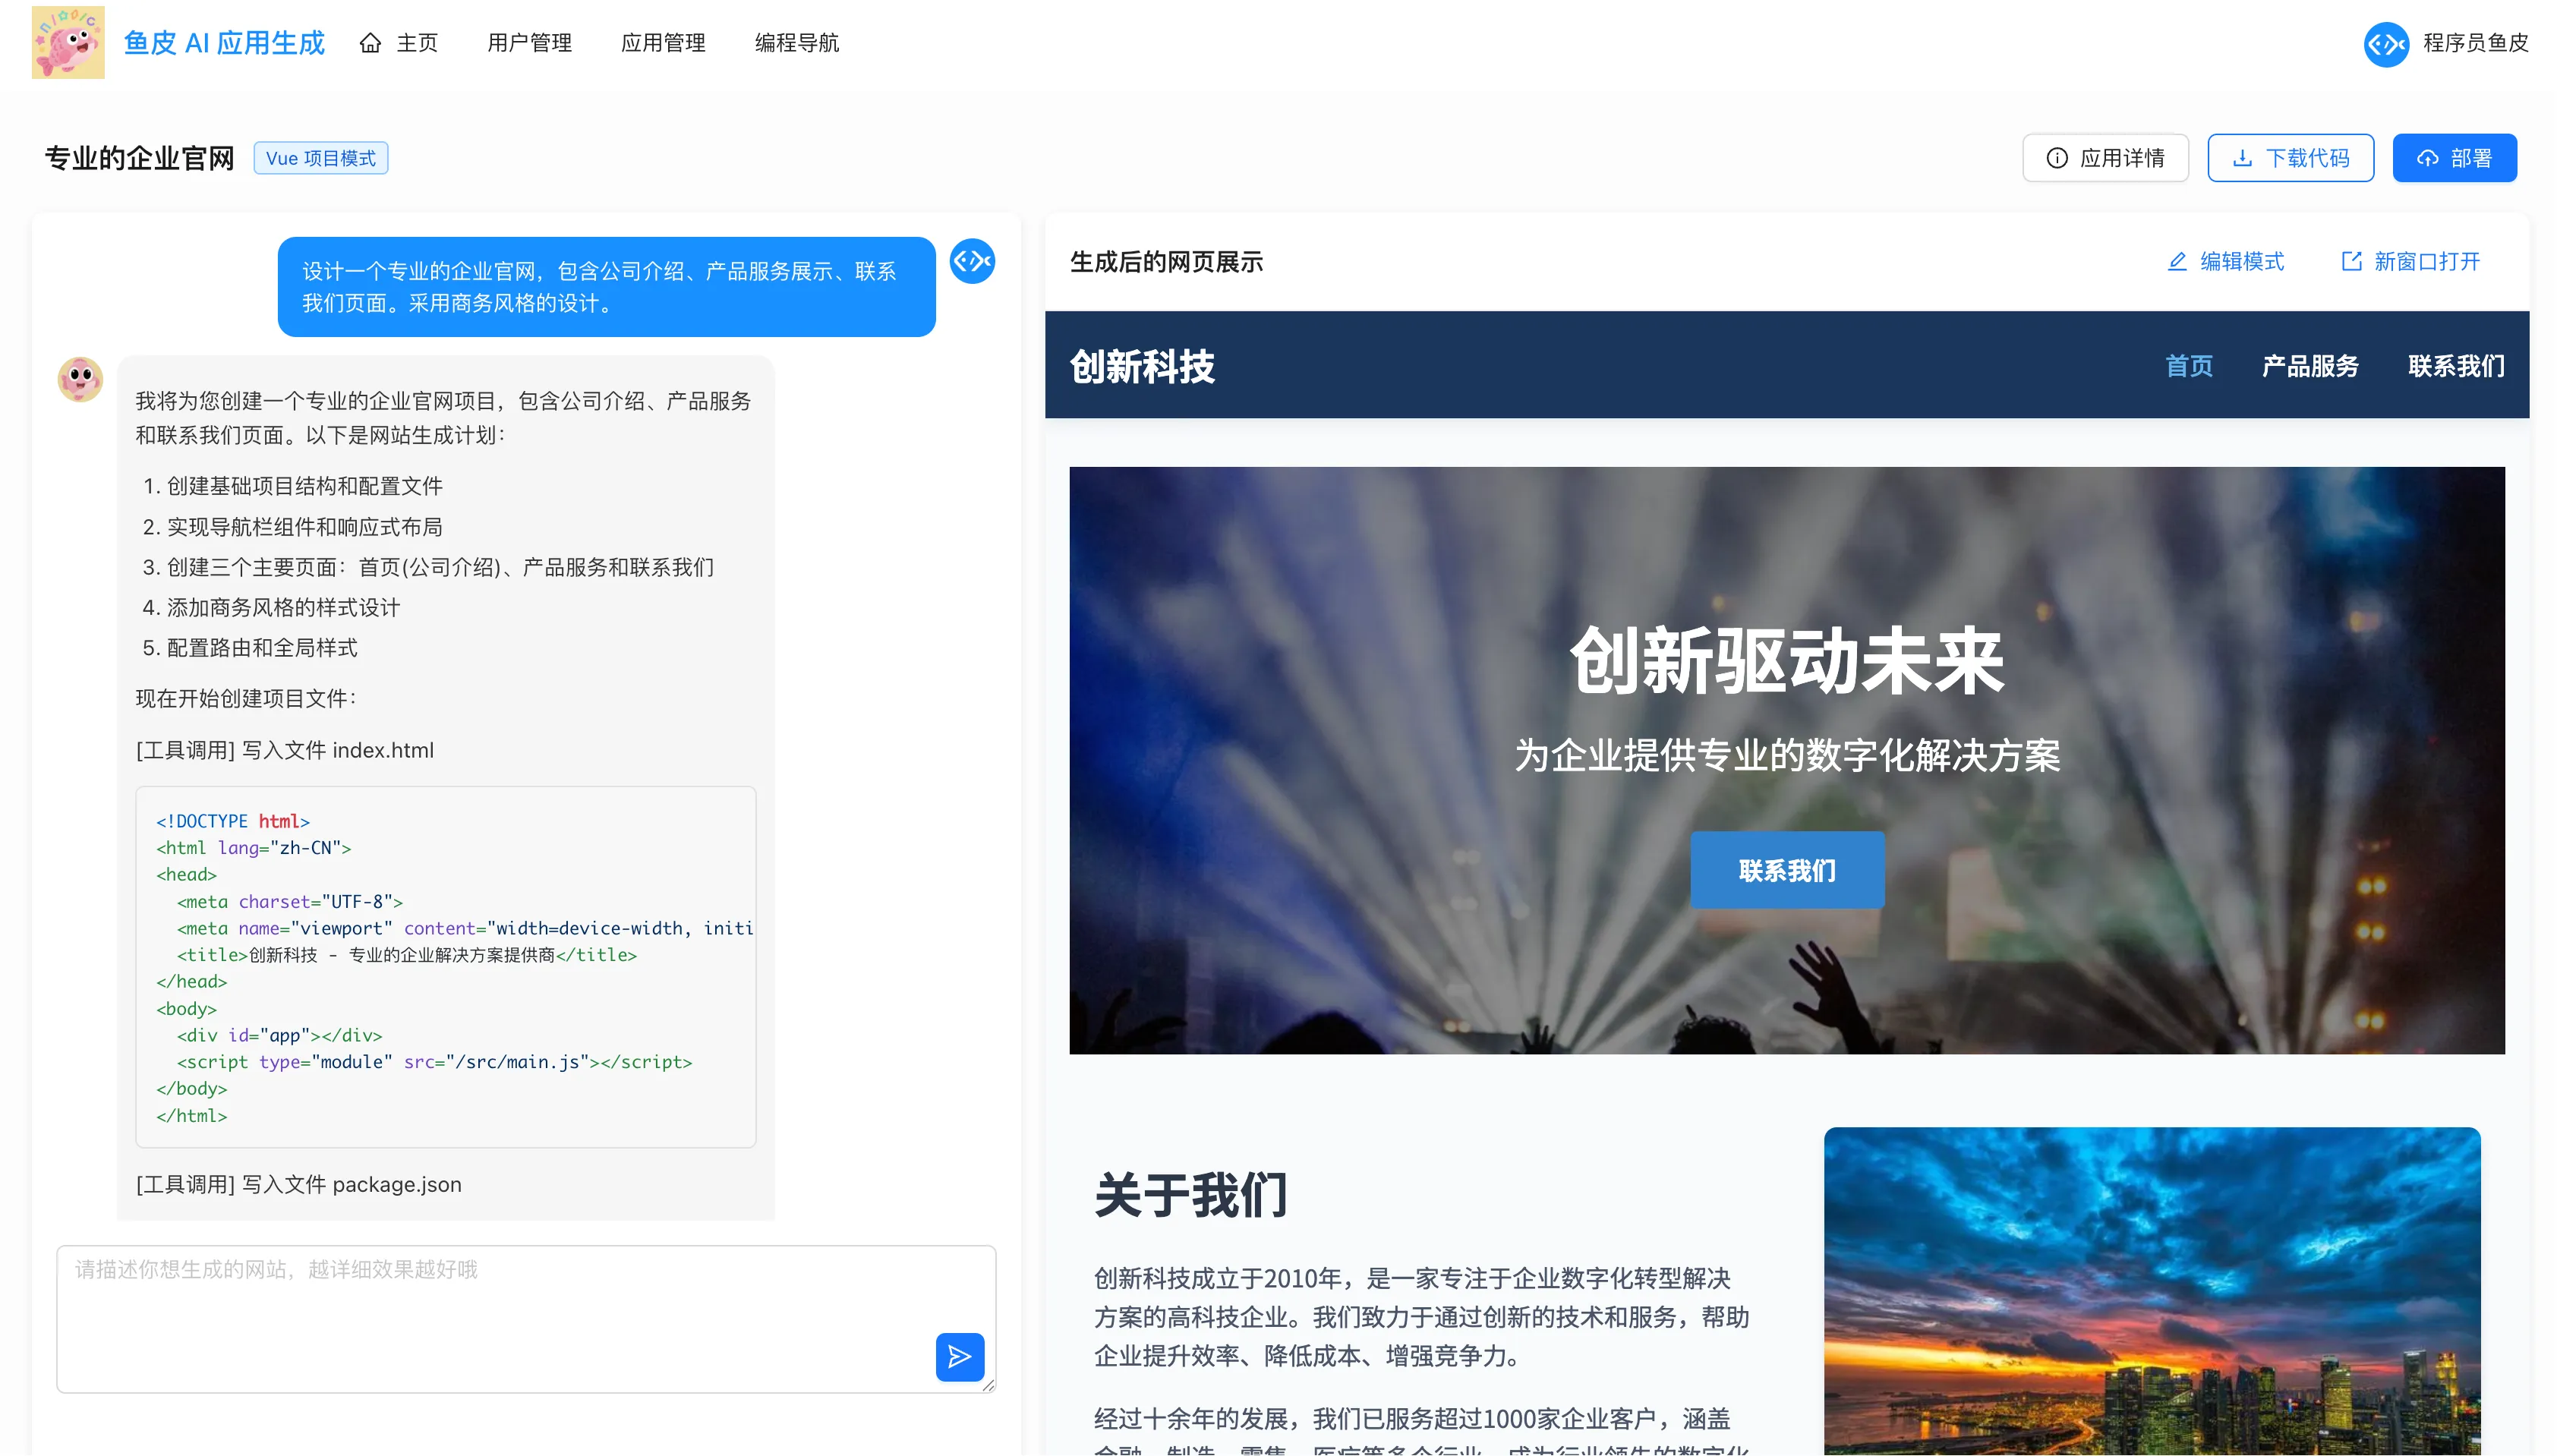 鱼皮 AI 应用生成
主页
用户管理
应用管理
编程导航
程序员鱼皮
专业的企业官网
Vue 项目模式
应用详情
下载代码
部署
设计一个专业的企业官网，包含公司介绍、产品服务展示、联系
我们页面。采用商务风格的设计。
我将为您创建一个专业的企业官网项目，包含公司介绍、产品服务
和联系我们页面。以下是网站生成计划：
1. 创建基础项目结构和配置文件
2. 实现导航栏组件和响应式布局
3. 创建三个主要页面：首页(公司介绍)、产品服务和联系我们
4. 添加商务风格的样式设计
5. 配置路由和全局样式
现在开始创建项目文件：
[工具调用] 写入文件 index.html
<!DOCTYPE html>
<html lang="zh-CN">
<head>
  <meta charset="UTF-8">
  <meta name="viewport" content="width=device-width, initi
  <title>创新科技 - 专业的企业解决方案提供商</title>
</head>
<body>
  <div id="app"></div>
  <script type="module" src="/src/main.js"></script>
</body>
</html>
[工具调用] 写入文件 package.json
请描述你想生成的网站，越详细效果越好哦
生成后的网页展示
编辑模式
新窗口打开
创新科技
首页
产品服务
联系我们
创新驱动未来
为企业提供专业的数字化解决方案
联系我们
关于我们
创新科技成立于2010年，是一家专注于企业数字化转型解决
方案的高科技企业。我们致力于通过创新的技术和服务，帮助
企业提升效率、降低成本、增强竞争力。
经过十余年的发展，我们已服务超过1000家企业客户，涵盖
金融、制造、零售、医疗等多个行业，成为行业领先的数字化